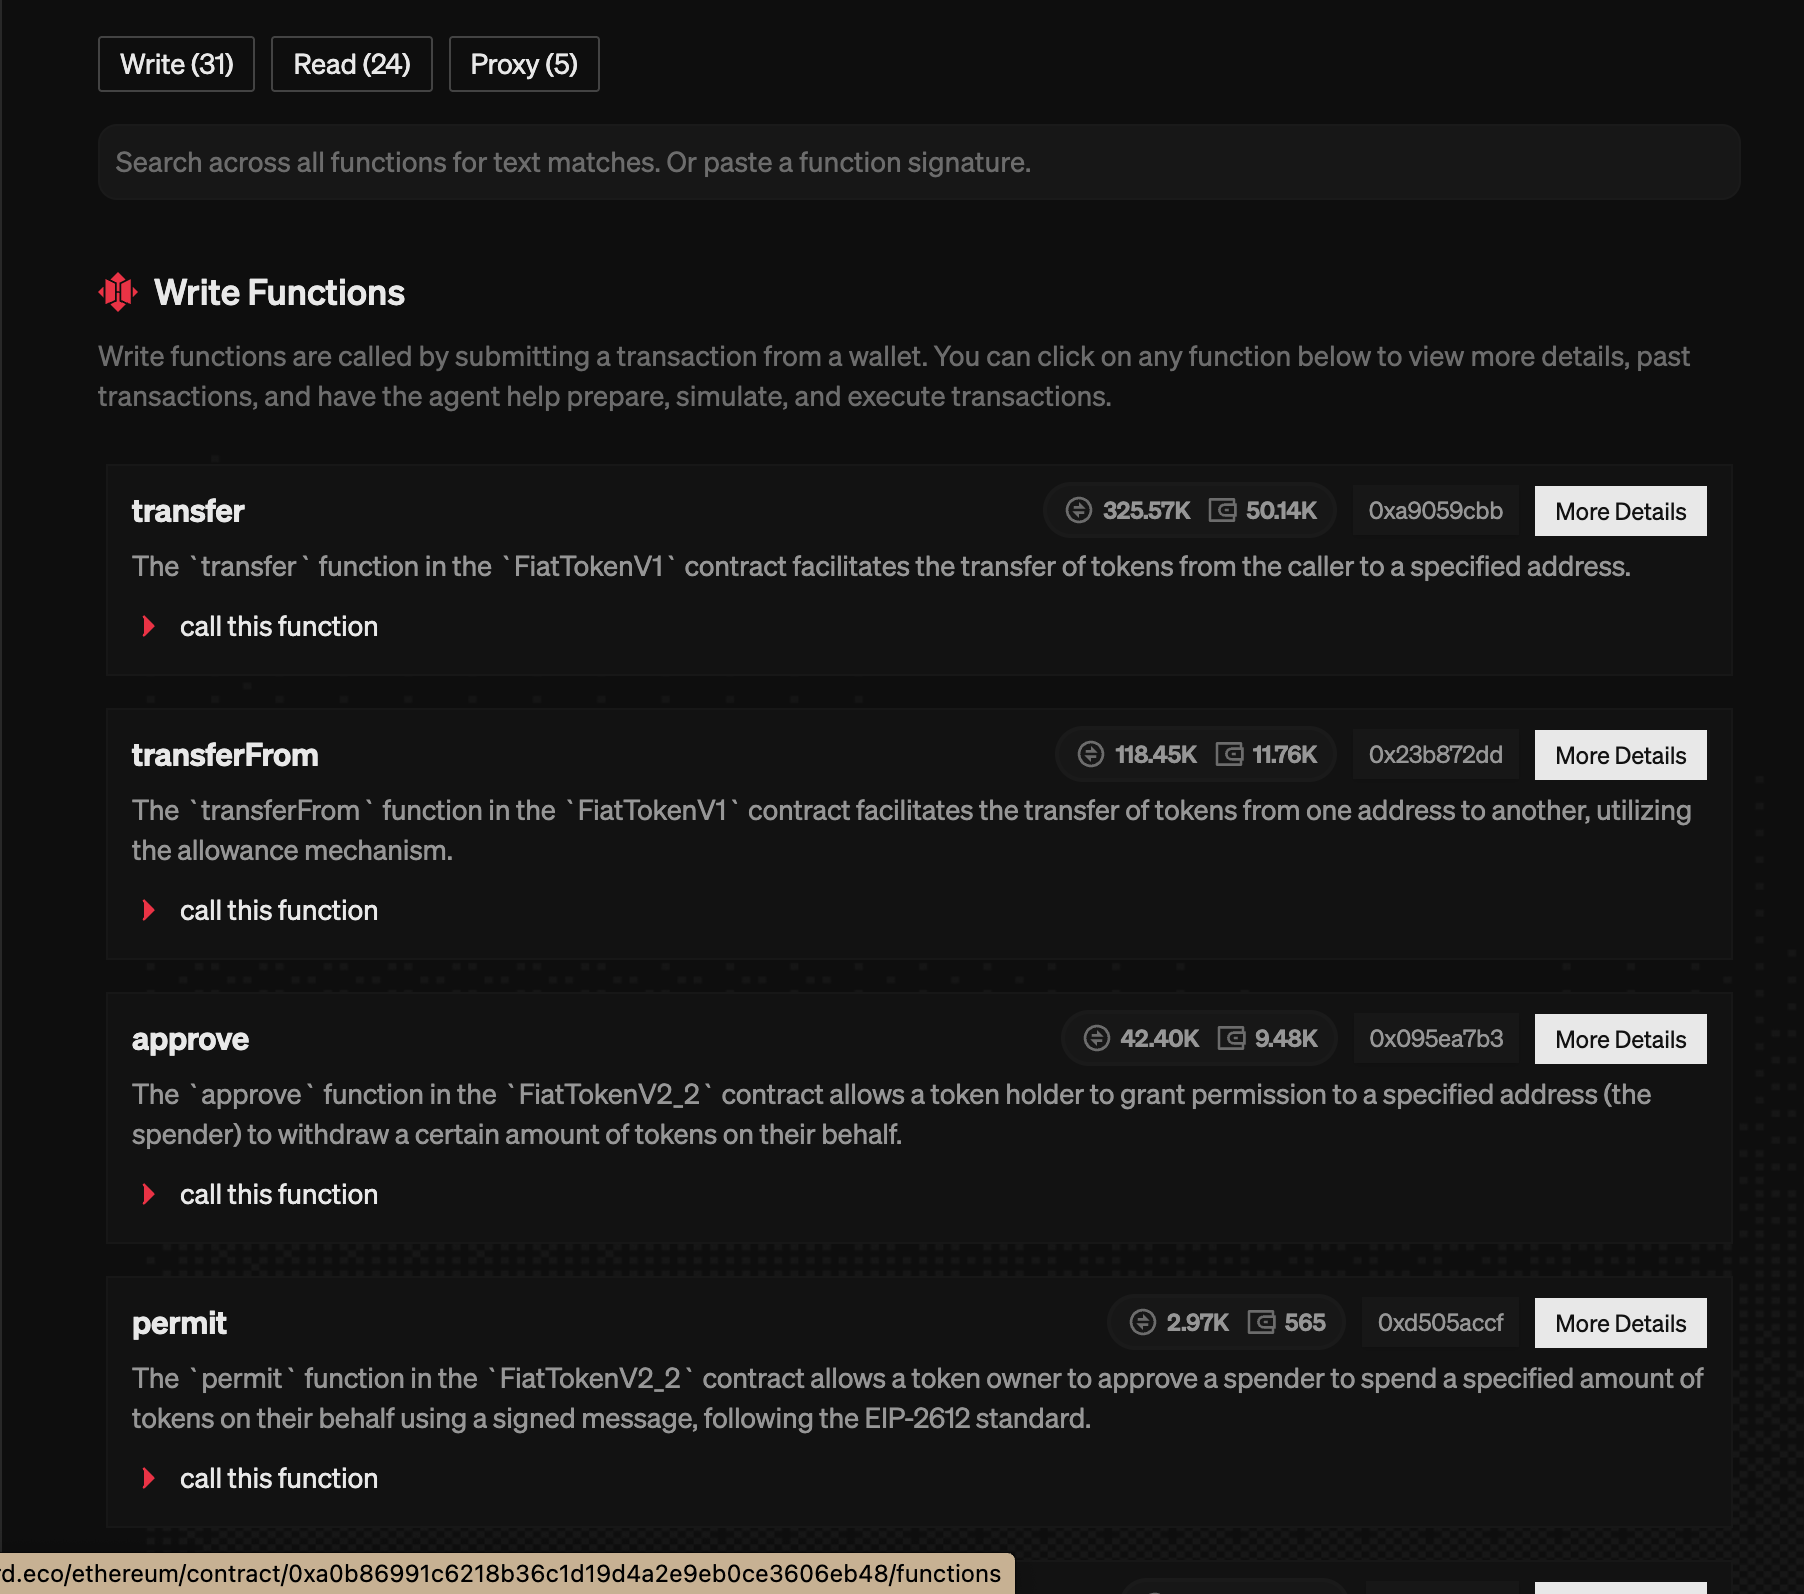 Write (31) Read (24) Proxy (5)
Search across all functions for text matches. Or paste a function signature.
Write Functions
Write functions are called by submitting a transaction from a wallet. You can click on any function below to view more details, past
transactions, and have the agent help prepare, simulate, and execute transactions.
transfer 325.57K 50.14K 0xa9059cbb More Details
The `transfer` function in the `FiatTokenV1` contract facilitates the transfer of tokens from the caller to a specified address.
call this function
transferFrom 118.45K 11.76K 0x23b872dd More Details
The `transferFrom` function in the `FiatTokenV1` contract facilitates the transfer of tokens from one address to another, utilizing
the allowance mechanism.
call this function
approve 42.40K 9.48K 0x095ea7b3 More Details
The `approve` function in the `FiatTokenV2_2` contract allows a token holder to grant permission to a specified address (the
spender) to withdraw a certain amount of tokens on their behalf.
call this function
permit 2.97K 565 0xd505accf More Details
The `permit` function in the `FiatTokenV2_2` contract allows a token owner to approve a spender to spend a specified amount of
tokens on their behalf using a signed message, following the EIP-2612 standard.
call this function
rd.eco/ethereum/contract/0xa0b86991c6218b36c1d19d4a2e9eb0ce3606eb48/functions